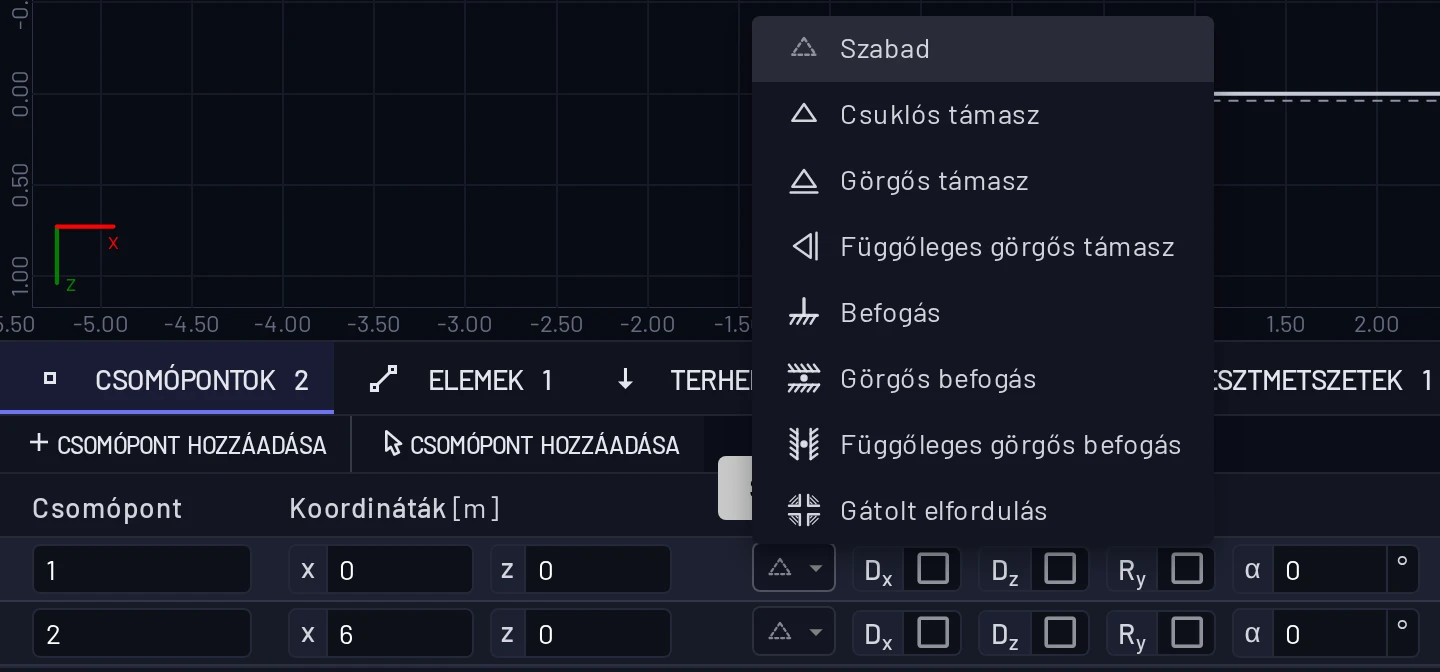 -0.
Szabad
0.00
Csuklós támasz
Görgős támasz
0.50
x
Függőleges görgős támasz
z
1.00
Befogás
5.50 -5.00 -4.50 -4.00 -3.50 -3.00 -2.50 -2.00 -1.5 1.50 2.00
CSOMÓPONTOK 2 ELEMEK 1 TERHE ESZTMETSZETEK 1
Görgős befogás
+ CSOMÓPONT HOZZÁADÁSA CSOMÓPONT HOZZÁADÁSA
Függőleges görgős befogás
Csomópont Koordináták [m]
Gátolt elfordulás
1 x 0 z 0 Dx Dz Ry α 0 °
2 x 6 z 0 Dx Dz Ry α 0 °